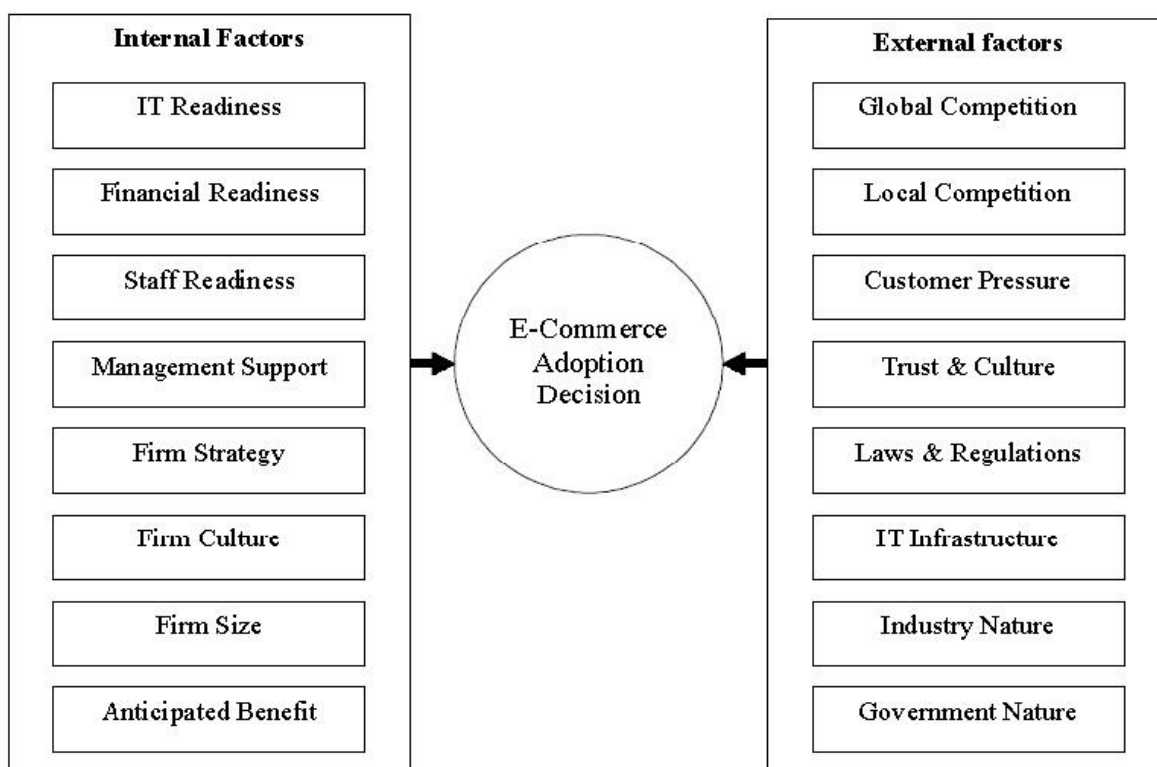 Internal Factors
IT Readiness
Financial Readiness
Staff Readiness
Management Support
Firm Strategy
Firm Culture
Firm Size
Anticipated Benefit
E-Commerce
Adoption
Decision
External factors
Global Competition
Local Competition
Customer Pressure
Trust & Culture
Laws & Regulations
IT Infrastructure
Industry Nature
Government Nature